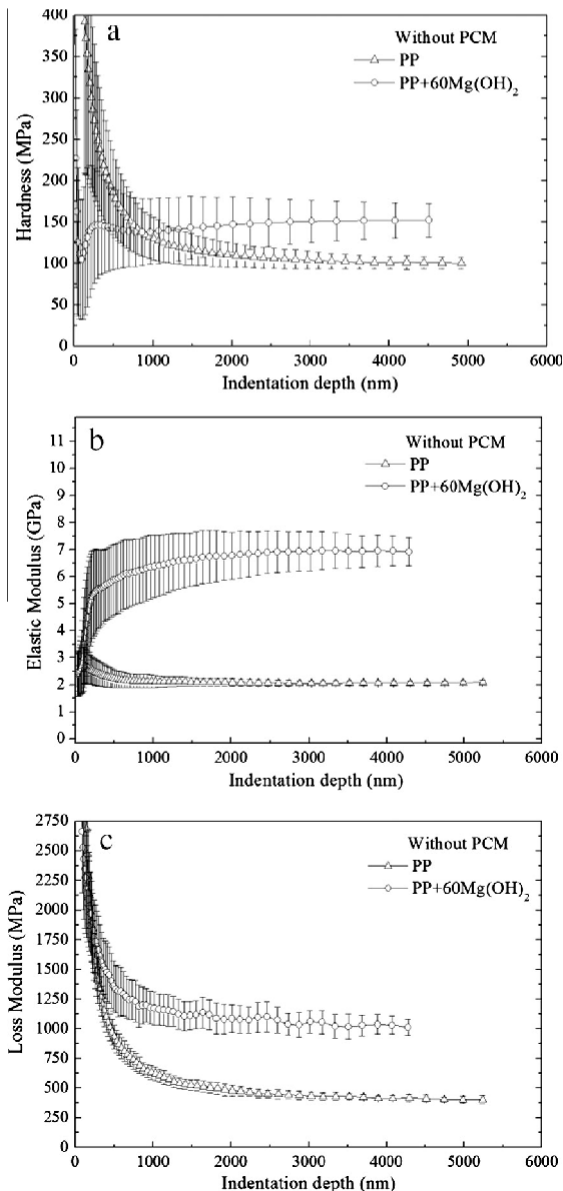 a
Without PCM
PP
PP+60Mg(OH)2
Hardness (MPa)
400
350
300
250
200
150
100
50
0
0 1000 2000 3000 4000 5000 6000
Indentation depth (nm)
b
Without PCM
PP
PP+60Mg(OH)2
Elastic Modulus (GPa)
11
10
9
8
7
6
5
4
3
2
1
0
0 1000 2000 3000 4000 5000 6000
Indentation depth (nm)
c
Without PCM
PP
PP+60Mg(OH)2
Loss Modulus (MPa)
2750
2500
2250
2000
1750
1500
1250
1000
750
500
250
0
0 1000 2000 3000 4000 5000 6000
Indentation depth (nm)